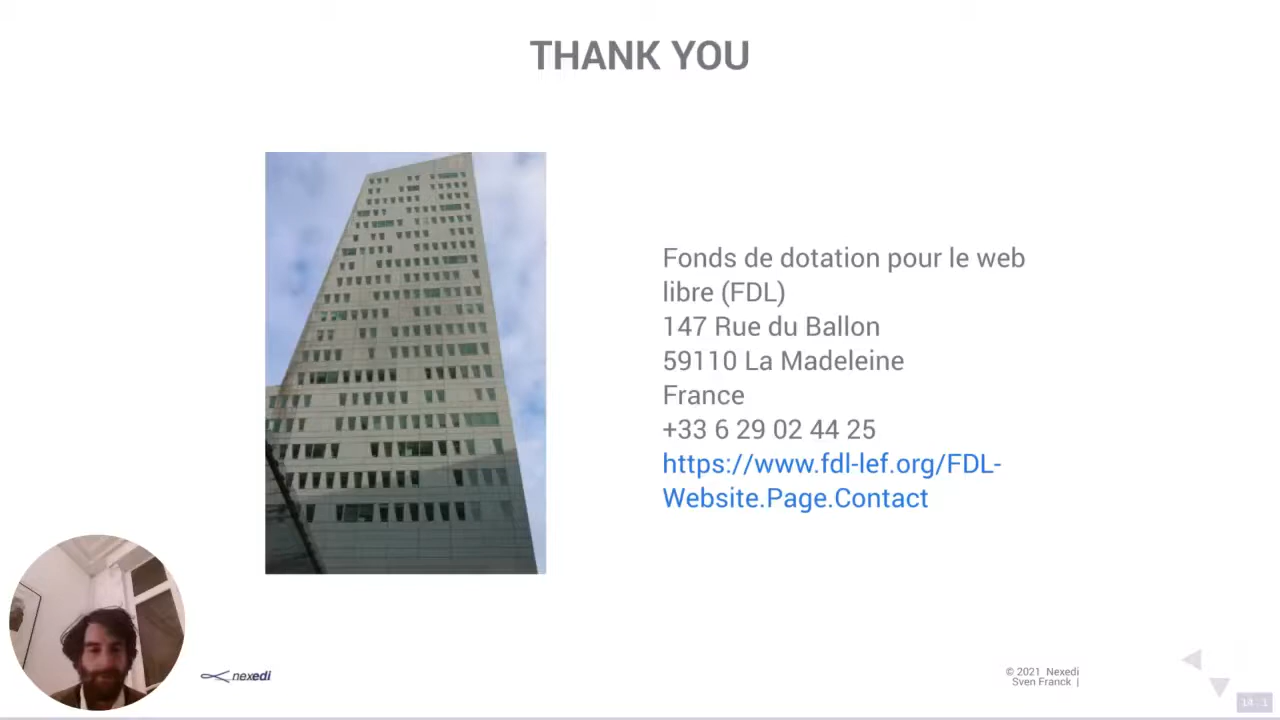 THANK YOU
Fonds de dotation pour le web
libre (FDL)
147 Rue du Ballon
59110 La Madeleine
France
+33 6 29 02 44 25
https://www.fdl-lef.org/FDL-
Website.Page.Contact
nexedi
© 2021 Nexedi
Sven Franck |
14.1